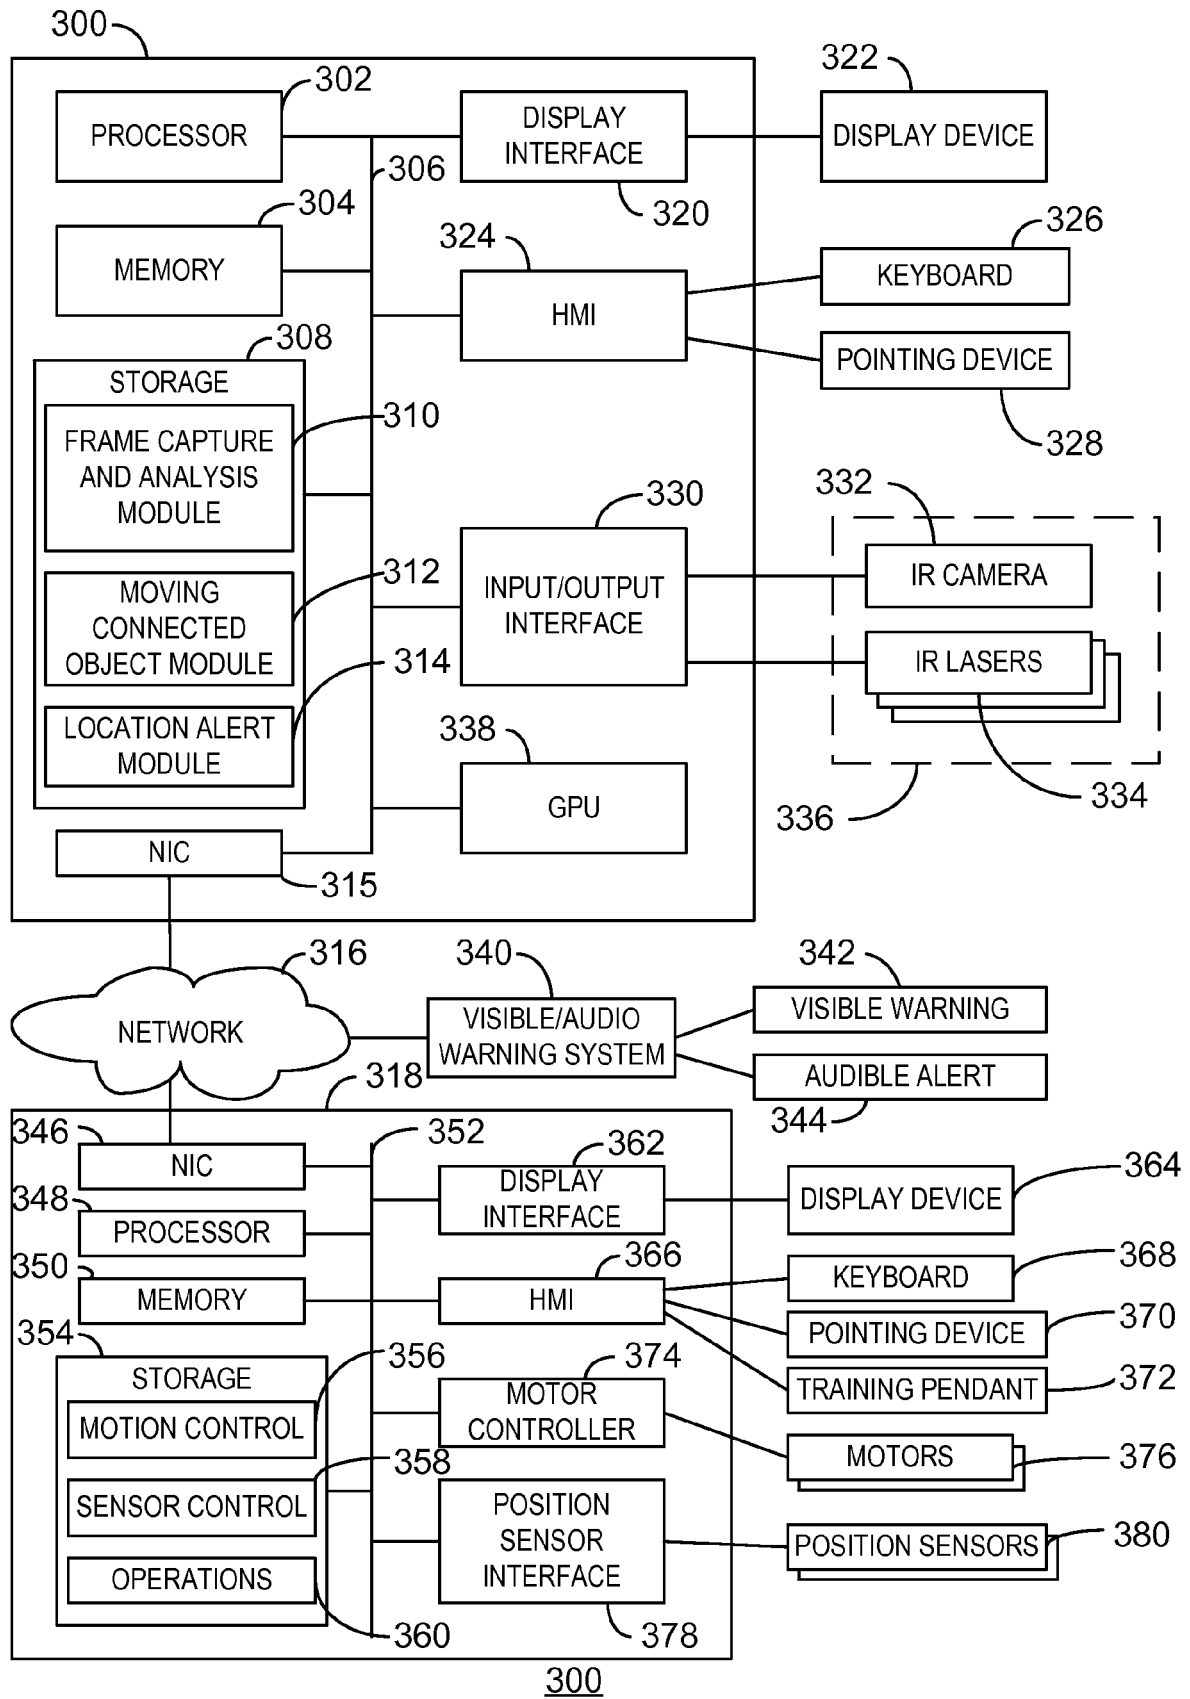 300
302
PROCESSOR
DISPLAY
INTERFACE
320
322
DISPLAY DEVICE
306
304
MEMORY
324
HMI
326
KEYBOARD
POINTING DEVICE
328
308
STORAGE
310
FRAME CAPTURE
AND ANALYSIS
MODULE
312
MOVING
CONNECTED
OBJECT MODULE
314
LOCATION ALERT
MODULE
330
INPUT/OUTPUT
INTERFACE
332
IR CAMERA
IR LASERS
334
336
338
GPU
NIC
315
316
NETWORK
340
VISIBLE/AUDIO
WARNING SYSTEM
342
VISIBLE WARNING
AUDIBLE ALERT
344
318
346
NIC
352
362
DISPLAY
INTERFACE
364
DISPLAY DEVICE
348
PROCESSOR
350
MEMORY
366
HMI
368
KEYBOARD
370
POINTING DEVICE
372
TRAINING PENDANT
354
STORAGE
356
MOTION CONTROL
358
SENSOR CONTROL
OPERATIONS
360
374
MOTOR
CONTROLLER
MOTORS
376
POSITION
SENSOR
INTERFACE
378
POSITION SENSORS
380
300